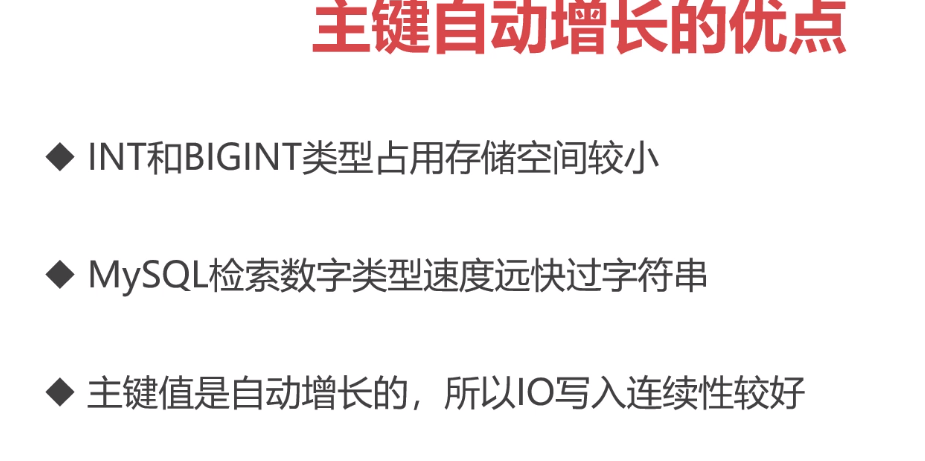 主键自动增长的优点
◆ INT和BIGINT类型占用存储空间较小
◆ MySQL检索数字类型速度远快过字符串
◆ 主键值是自动增长的，所以IO写入连续性较好